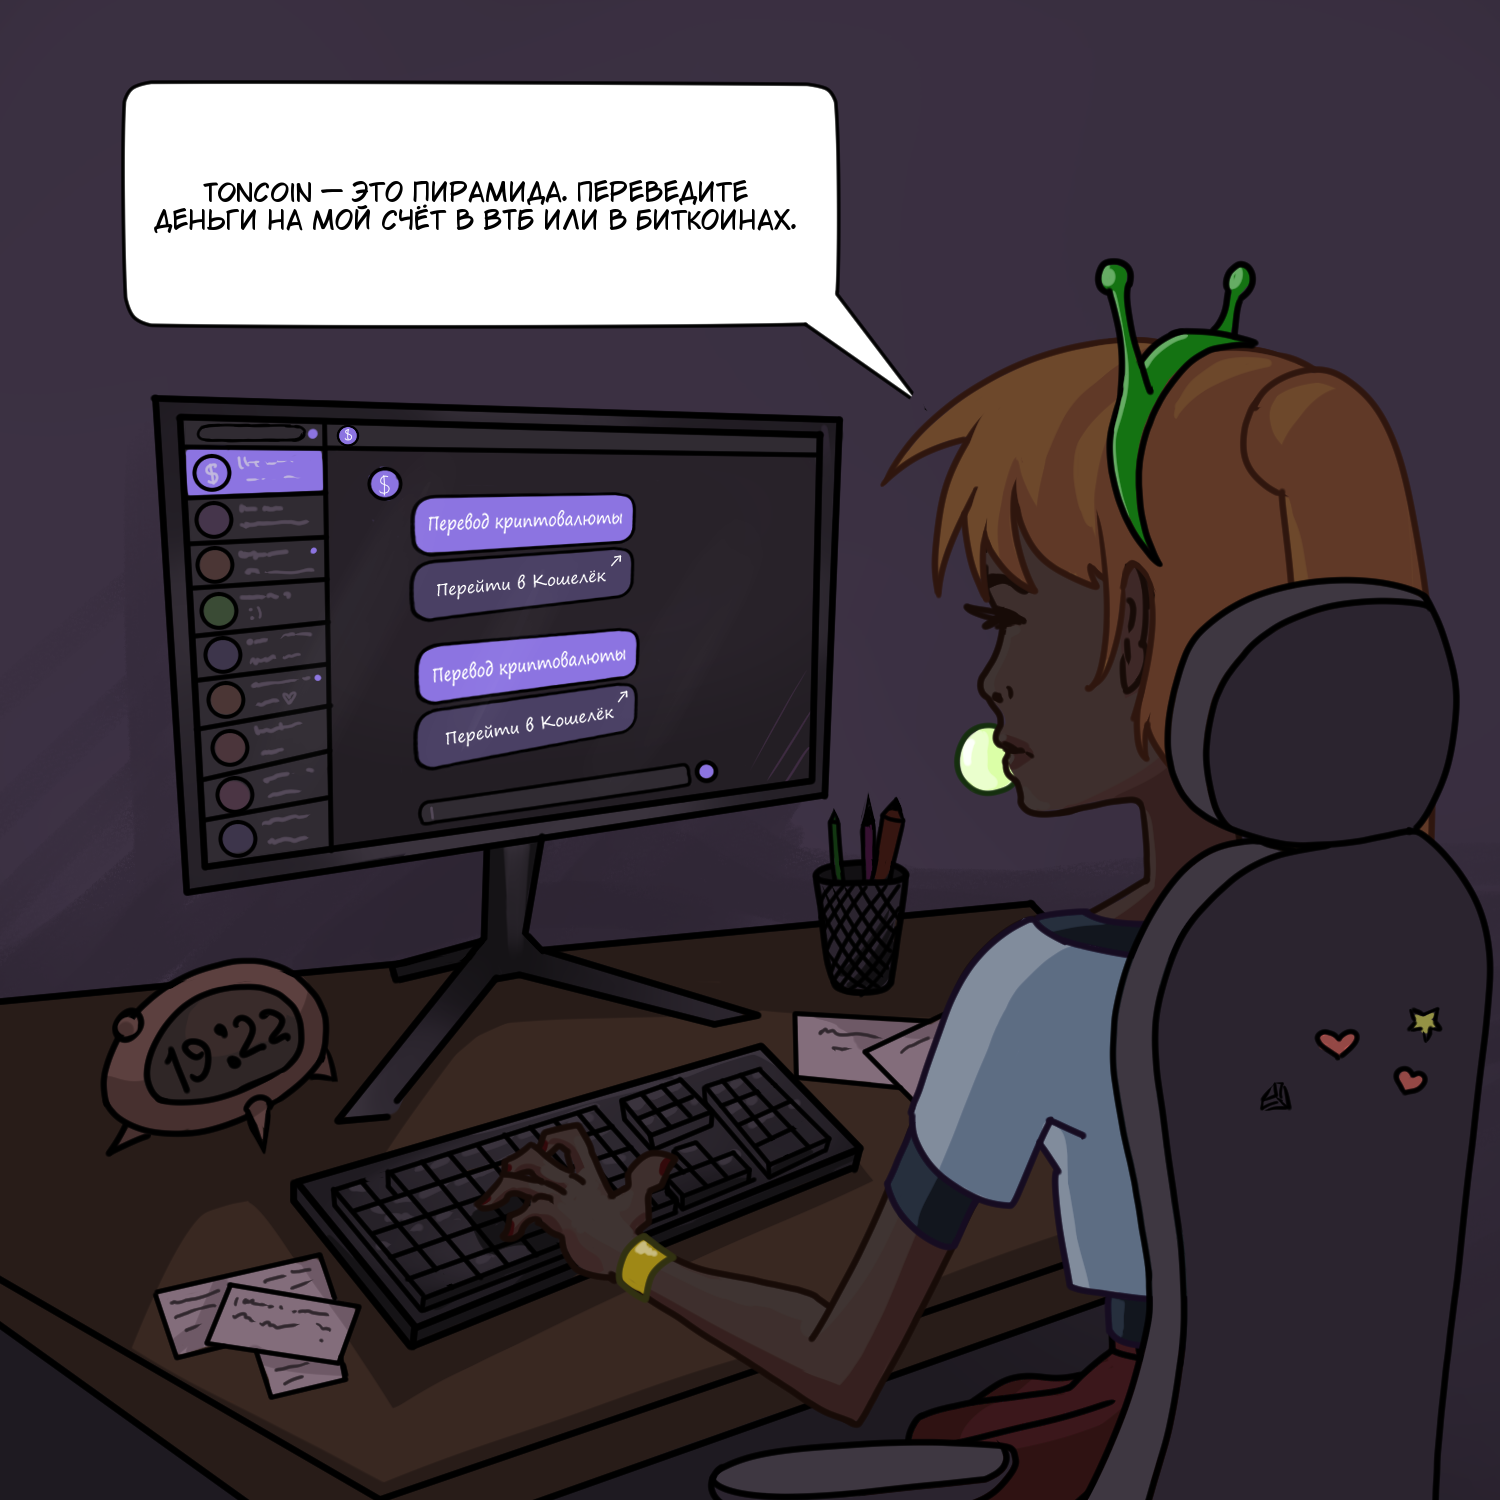 TONCOIN — ЭТО ПИРАМИДА. ПЕРЕВЕДИТЕ
ДЕНЬГИ НА МОЙ СЧЁТ В ВТБ ИЛИ В БИТКОИНАХ.
$
$
$
Перевод криптовалюты
Перейти в Кошелёк
:)
Перевод криптовалюты
Перейти в Кошелёк
19:22